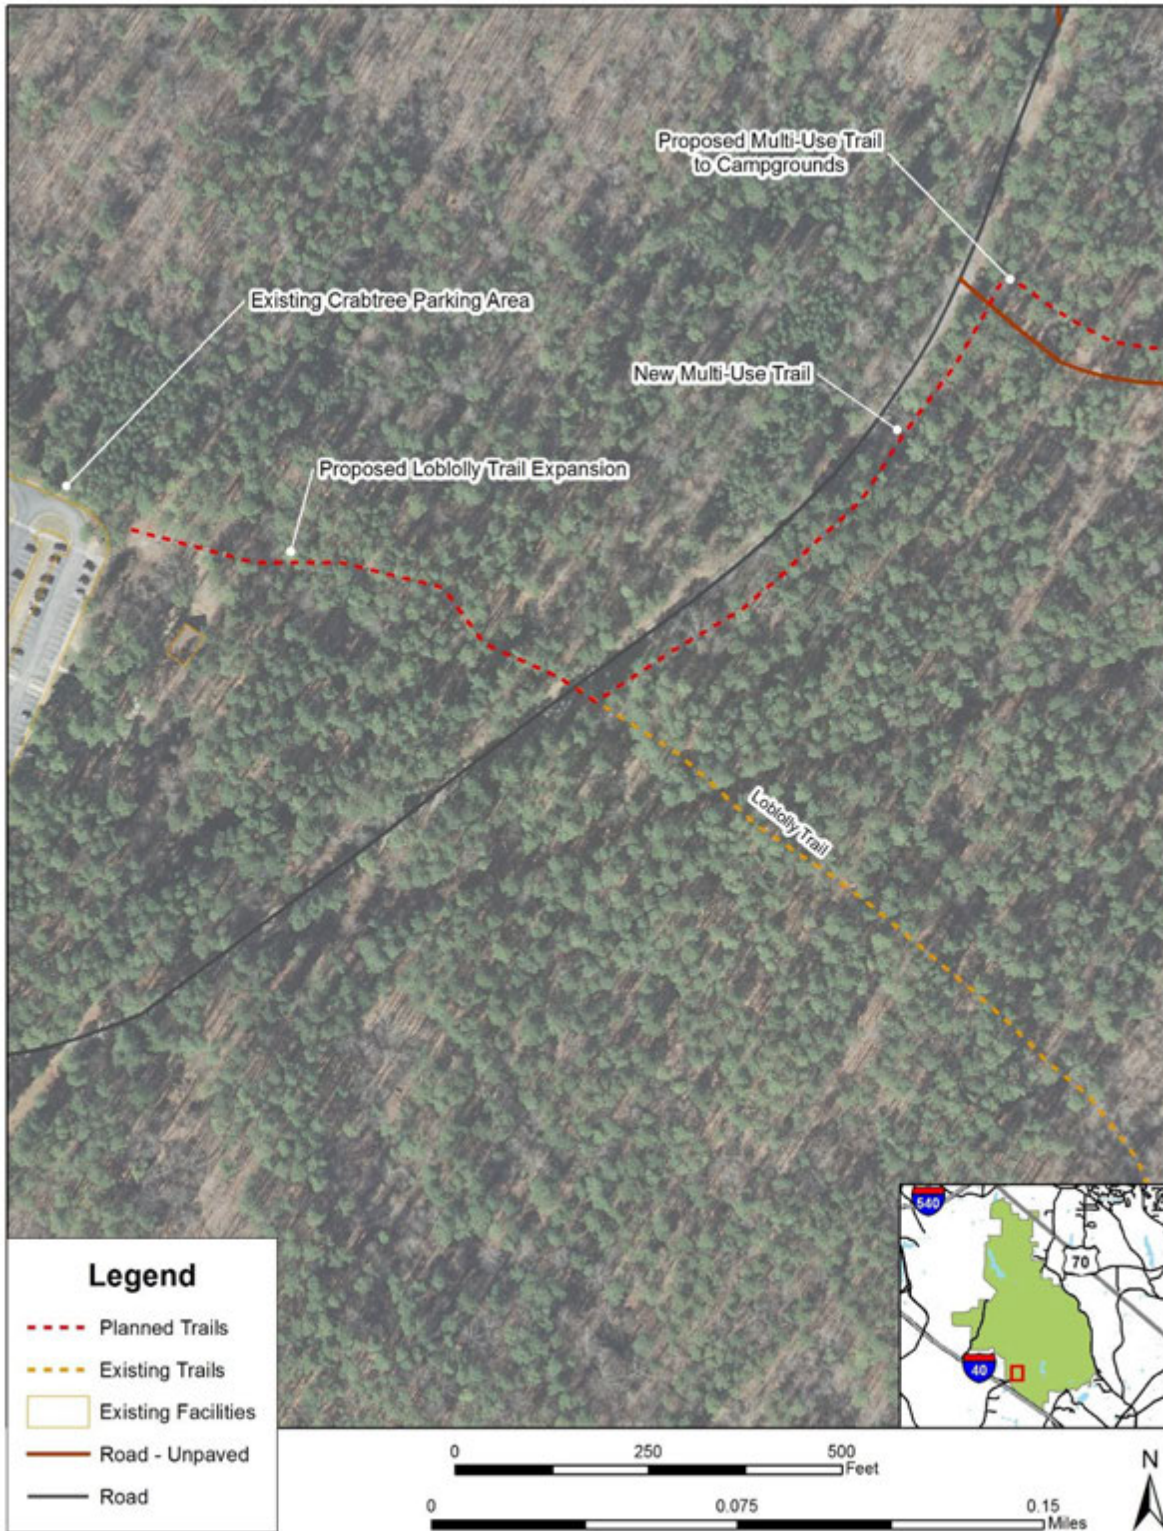 Proposed Multi-Use Trail
to Campgrounds
Existing Crabtree Parking Area
New Multi-Use Trail
Proposed Loblolly Trail Expansion
Loblolly Trail
540
70
40
Legend
Planned Trails
Existing Trails
Existing Facilities
Road - Unpaved
Road
0 250 500
Feet
0 0.075 0.15
Miles
N